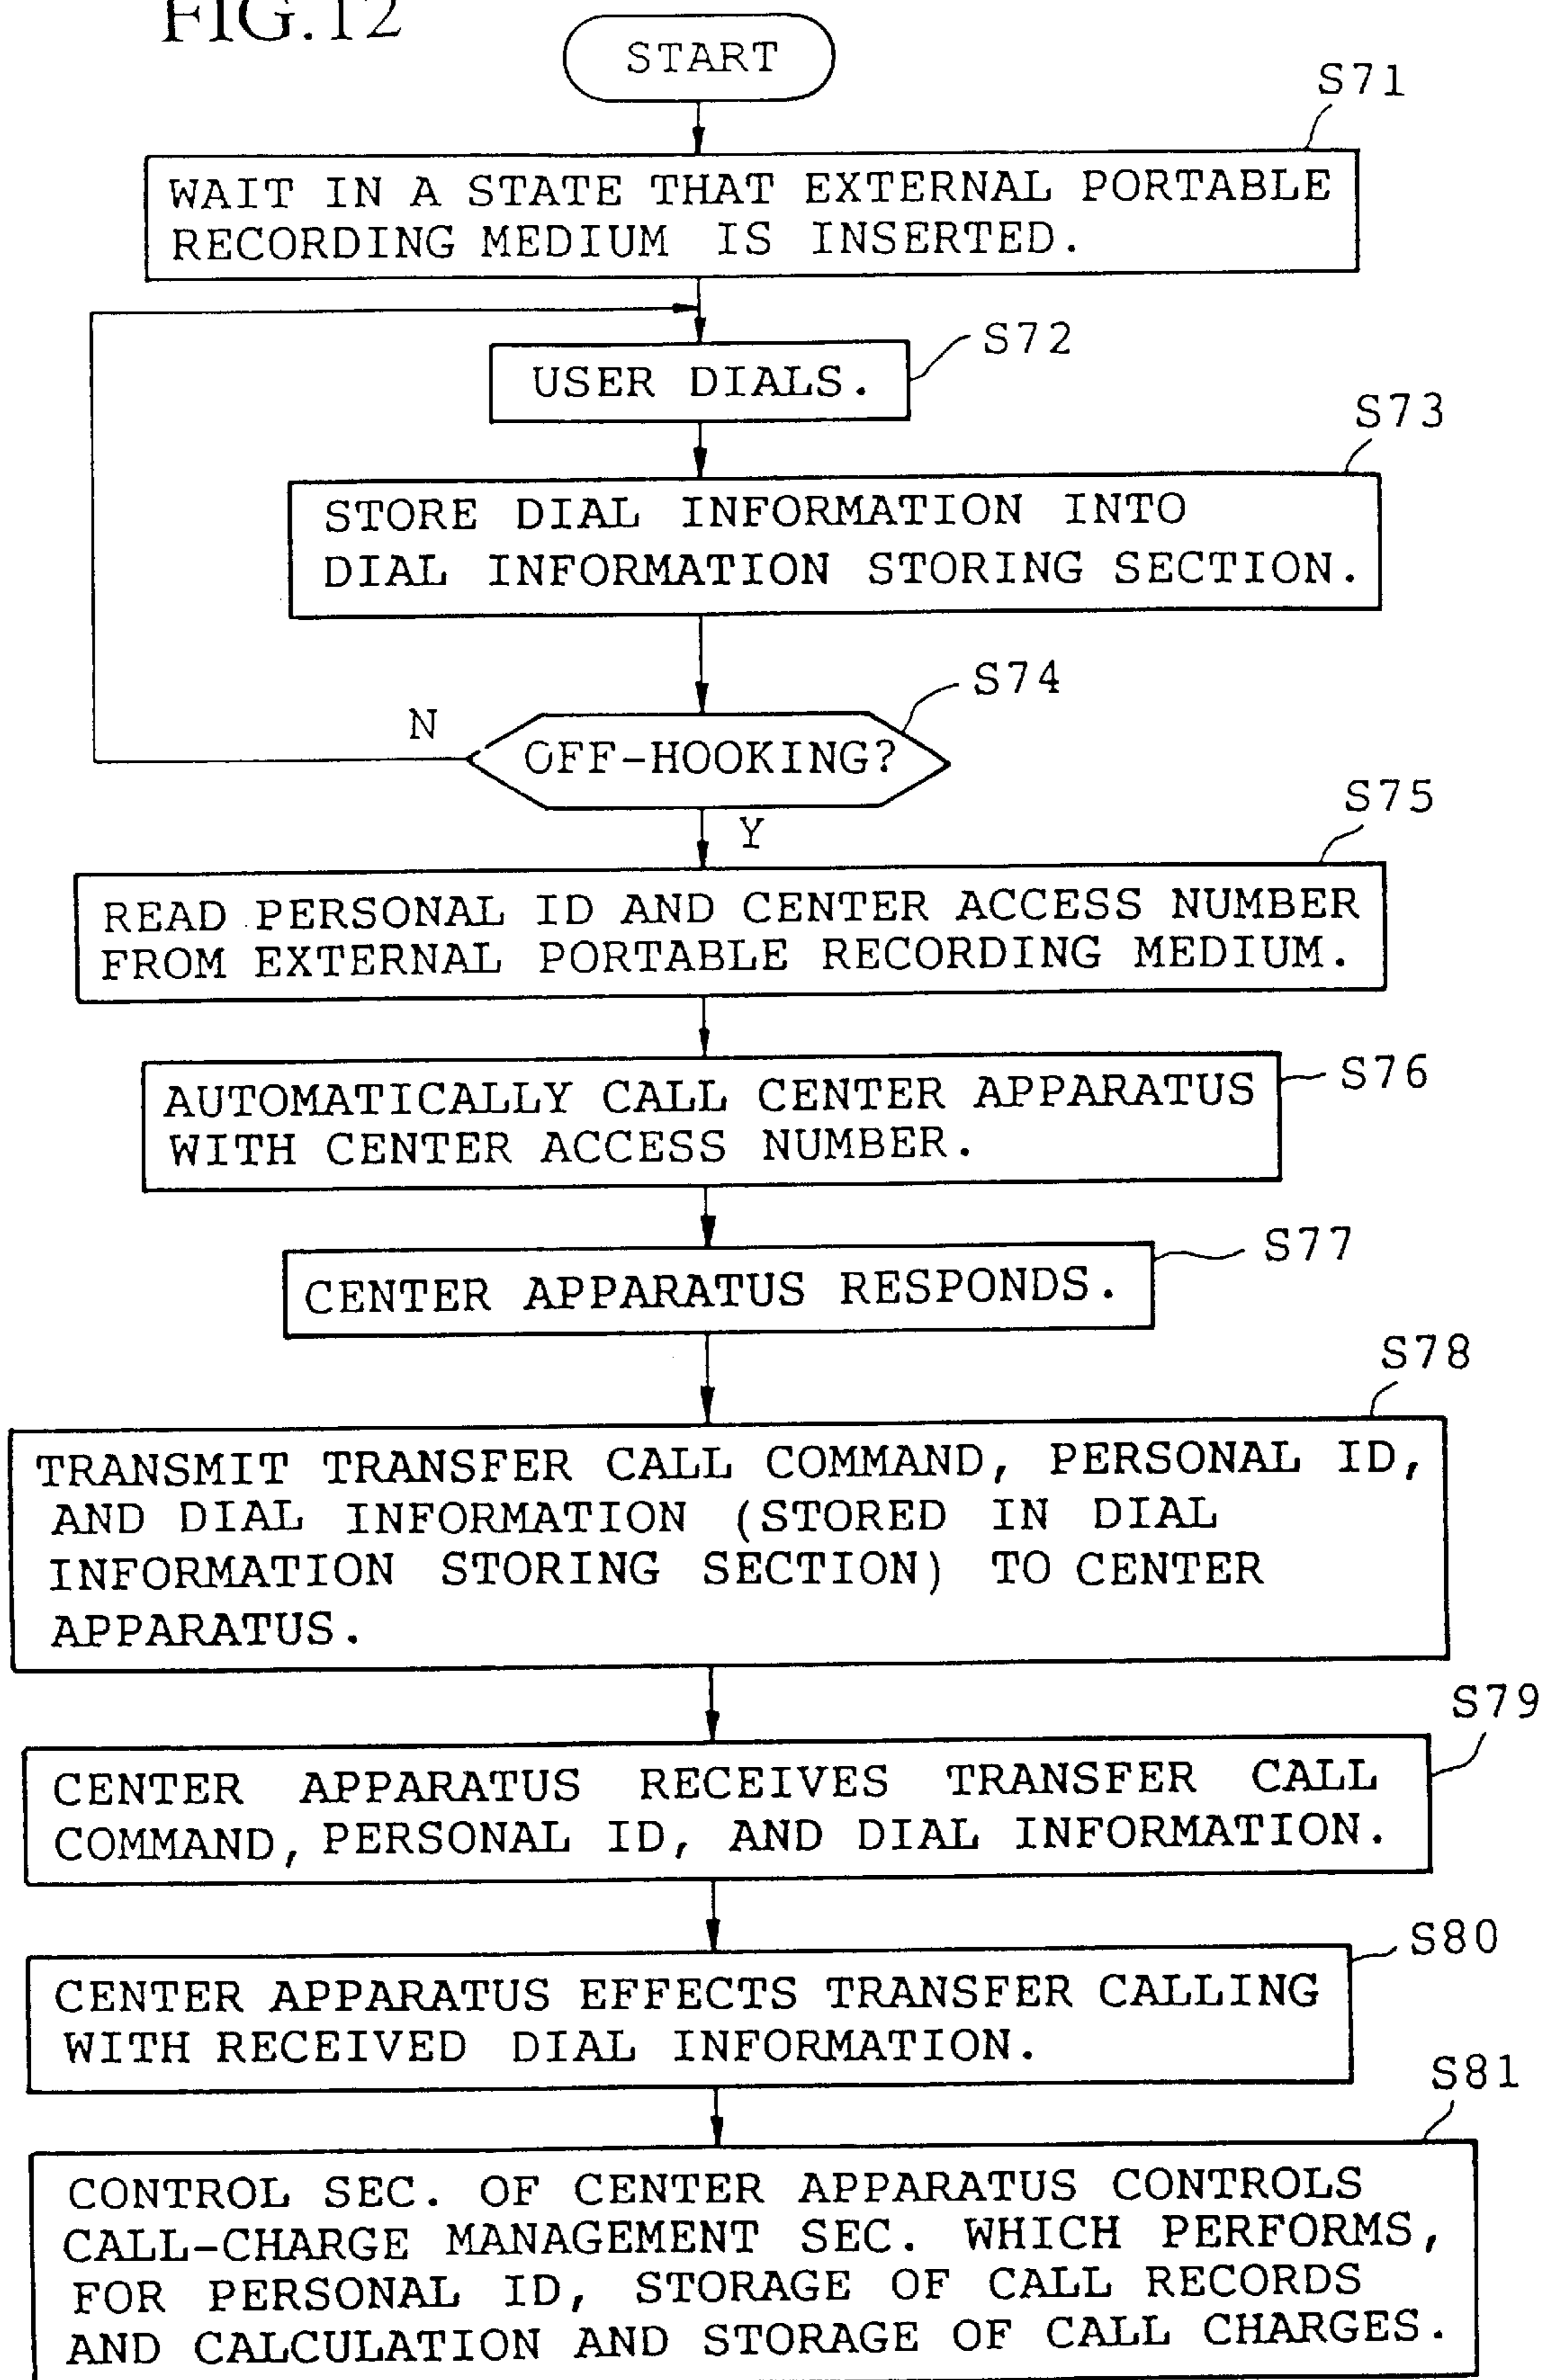 FIG.12
START
S71
WAIT IN A STATE THAT EXTERNAL PORTABLE
RECORDING MEDIUM IS INSERTED.
S72
USER DIALS.
S73
STORE DIAL INFORMATION INTO
DIAL INFORMATION STORING SECTION.
S74
N
OFF-HOOKING?
Y
S75
READ PERSONAL ID AND CENTER ACCESS NUMBER
FROM EXTERNAL PORTABLE RECORDING MEDIUM.
S76
AUTOMATICALLY CALL CENTER APPARATUS
WITH CENTER ACCESS NUMBER.
S77
CENTER APPARATUS RESPONDS.
S78
TRANSMIT TRANSFER CALL COMMAND, PERSONAL ID,
AND DIAL INFORMATION (STORED IN DIAL
INFORMATION STORING SECTION) TO CENTER
APPARATUS.
S79
CENTER APPARATUS RECEIVES TRANSFER CALL
COMMAND, PERSONAL ID, AND DIAL INFORMATION.
S80
CENTER APPARATUS EFFECTS TRANSFER CALLING
WITH RECEIVED DIAL INFORMATION.
S81
CONTROL SEC. OF CENTER APPARATUS CONTROLS
CALL-CHARGE MANAGEMENT SEC. WHICH PERFORMS,
FOR PERSONAL ID, STORAGE OF CALL RECORDS
AND CALCULATION AND STORAGE OF CALL CHARGES.